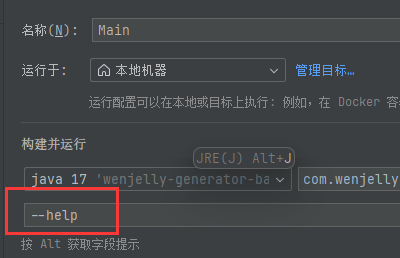 名称(N): Main
运行于: 本地机器 管理目标…
运行配置可以在本地或目标上执行: 例如，在 Docker 容
构建并运行
JRE(J) Alt+J
java 17 'wenjelly-generator-ba com.wenjelly
--help
按 Alt 获取字段提示